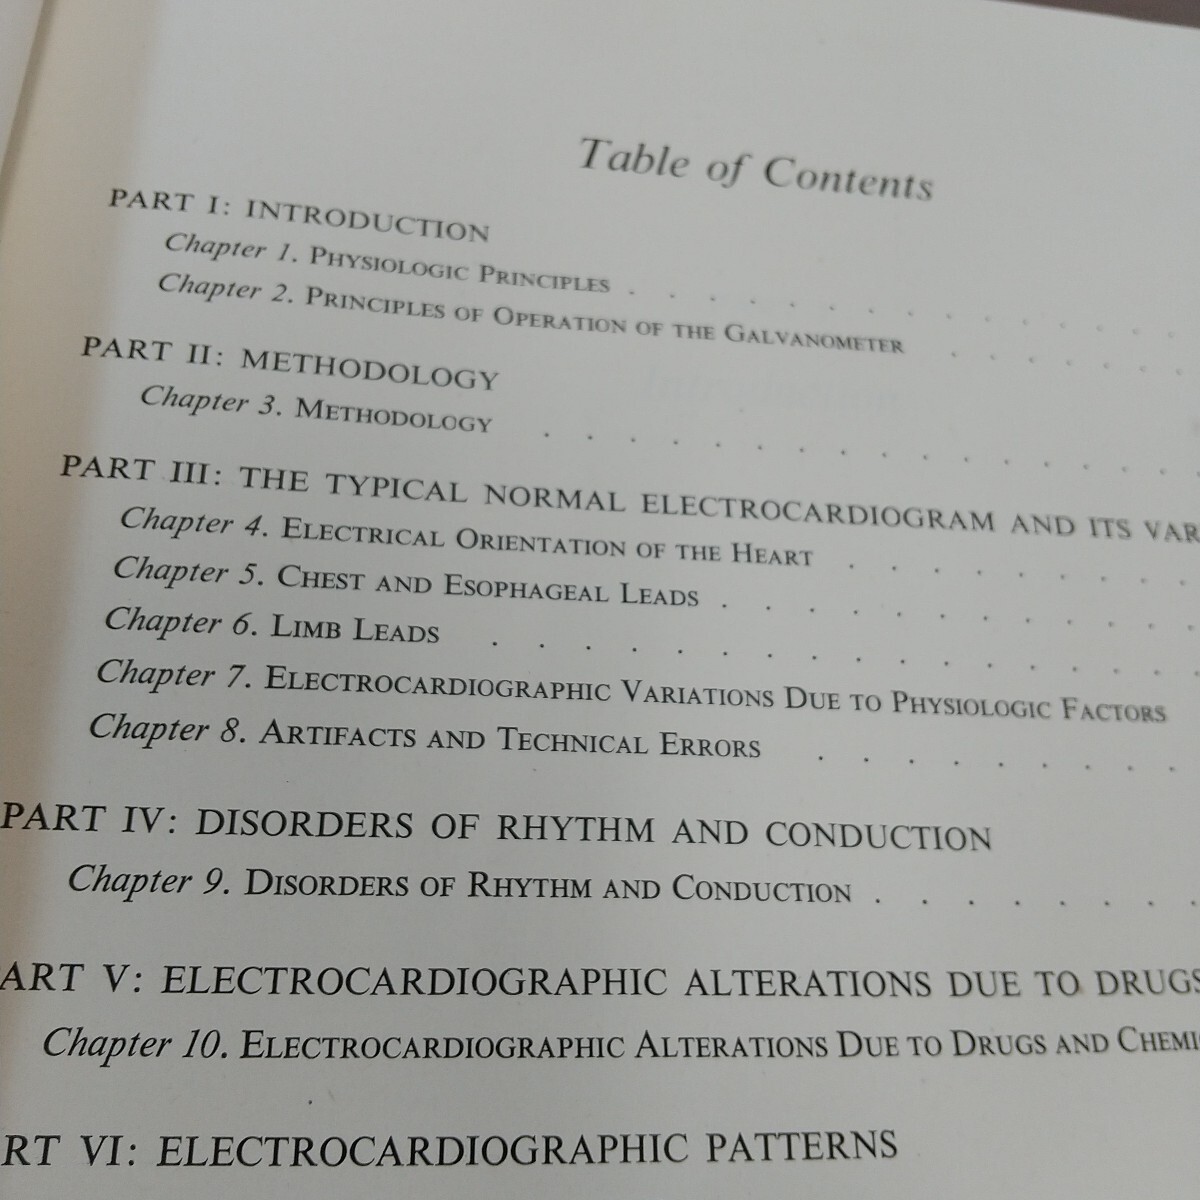 Table of Contents
PART I: INTRODUCTION
Chapter 1. PHYSIOLOGIC PRINCIPLES . . . . . . . . . . . . . .
Chapter 2. PRINCIPLES OF OPERATION OF THE GALVANOMETER . . . . . .
PART II: METHODOLOGY
Chapter 3. METHODOLOGY . . . . . . . . . . . . . . . .
PART III: THE TYPICAL NORMAL ELECTROCARDIOGRAM AND ITS VAR
Chapter 4. ELECTRICAL ORIENTATION OF THE HEART . . . . . . . .
Chapter 5. CHEST AND ESOPHAGEAL LEADS . . . . . . . . . . .
Chapter 6. LIMB LEADS . . . . . . . . . . . . . . . .
Chapter 7. ELECTROCARDIOGRAPHIC VARIATIONS DUE TO PHYSIOLOGIC FACTORS
Chapter 8. ARTIFACTS AND TECHNICAL ERRORS . . . . . . . . .
PART IV: DISORDERS OF RHYTHM AND CONDUCTION
Chapter 9. DISORDERS OF RHYTHM AND CONDUCTION . . . . . . . .
ART V: ELECTROCARDIOGRAPHIC ALTERATIONS DUE TO DRUGS
Chapter 10. ELECTROCARDIOGRAPHIC ALTERATIONS DUE TO DRUGS AND CHEMI
RT VI: ELECTROCARDIOGRAPHIC PATTERNS